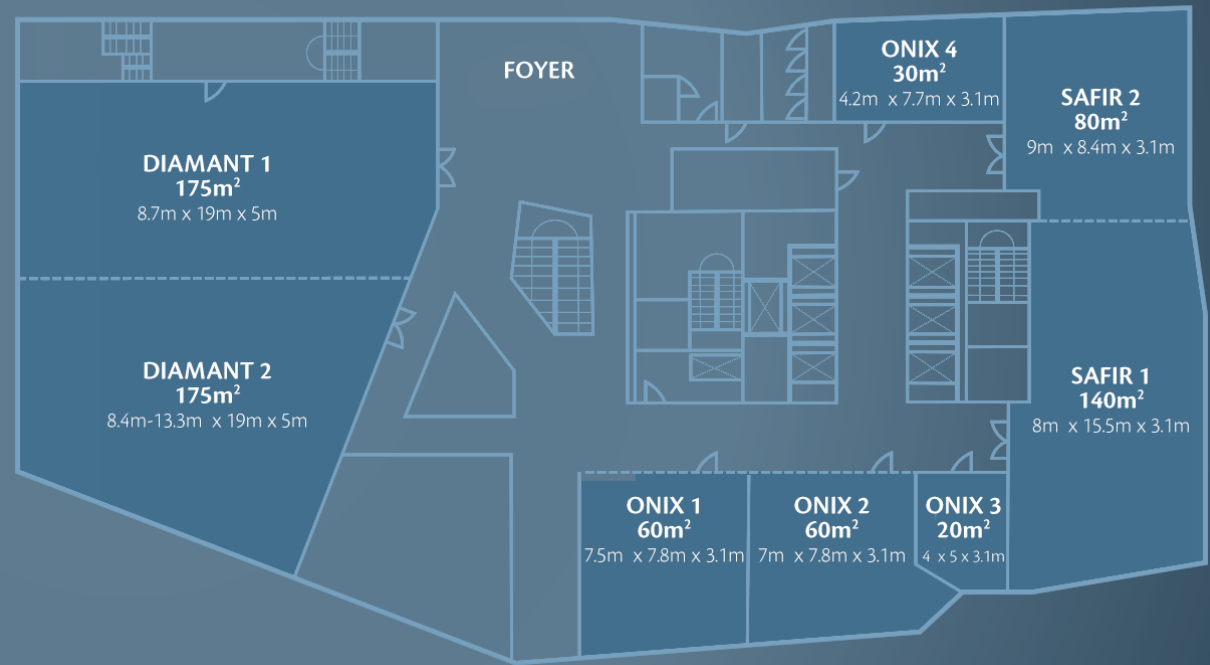 FOYER
ONIX 4
30m²
4.2m x 7.7m x 3.1m
SAFIR 2
80m²
9m x 8.4m x 3.1m
DIAMANT 1
175m²
8.7m x 19m x 5m
DIAMANT 2
175m²
8.4m-13.3m x 19m x 5m
SAFIR 1
140m²
8m x 15.5m x 3.1m
ONIX 1
60m²
7.5m x 7.8m x 3.1m
ONIX 2
60m²
7m x 7.8m x 3.1m
ONIX 3
20m²
4 x 5 x 3.1m